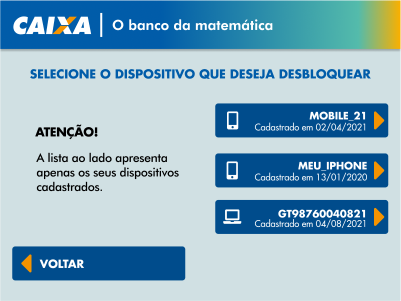 CAIXA | O banco da matemática
SELECIONE O DISPOSITIVO QUE DESEJA DESBLOQUEAR
ATENÇÃO!
A lista ao lado apresenta
apenas os seus dispositivos
cadastrados.
MOBILE_21
Cadastrado em 02/04/2021
MEU_IPHONE
Cadastrado em 13/01/2020
GT98760040821
Cadastrado em 04/08/2021
VOLTAR